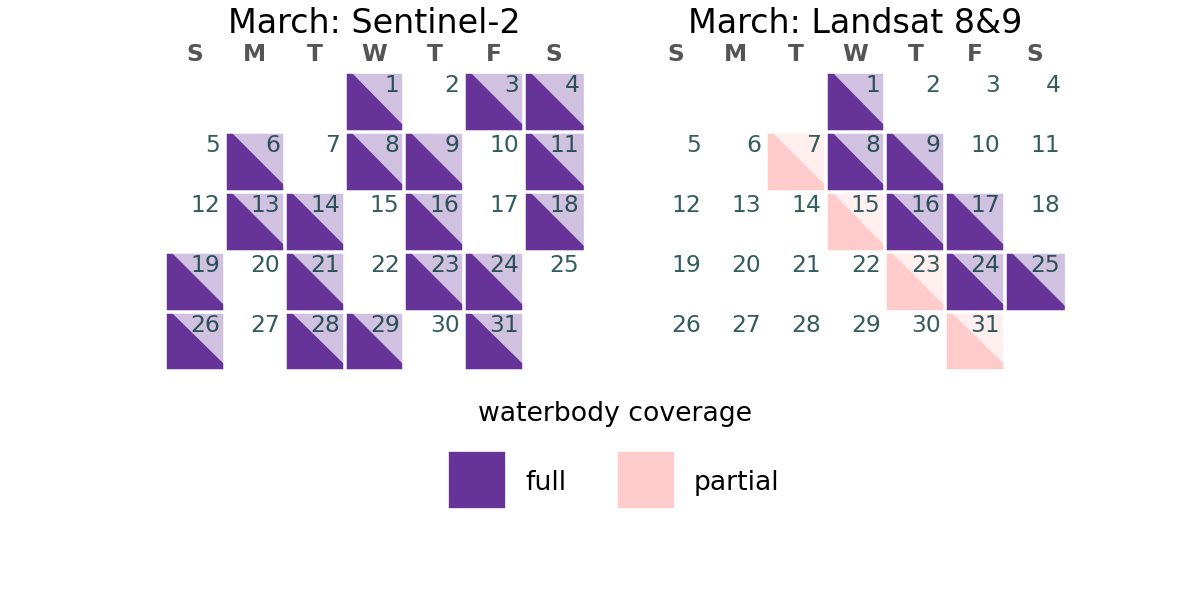 March: Sentinel-2
S M T W T F S
1 2 3 4
5 6 7 8 9 10 11
12 13 14 15 16 17 18
19 20 21 22 23 24 25
26 27 28 29 30 31
March: Landsat 8&9
S M T W T F S
1 2 3 4
5 6 7 8 9 10 11
12 13 14 15 16 17 18
19 20 21 22 23 24 25
26 27 28 29 30 31
waterbody coverage
full
partial